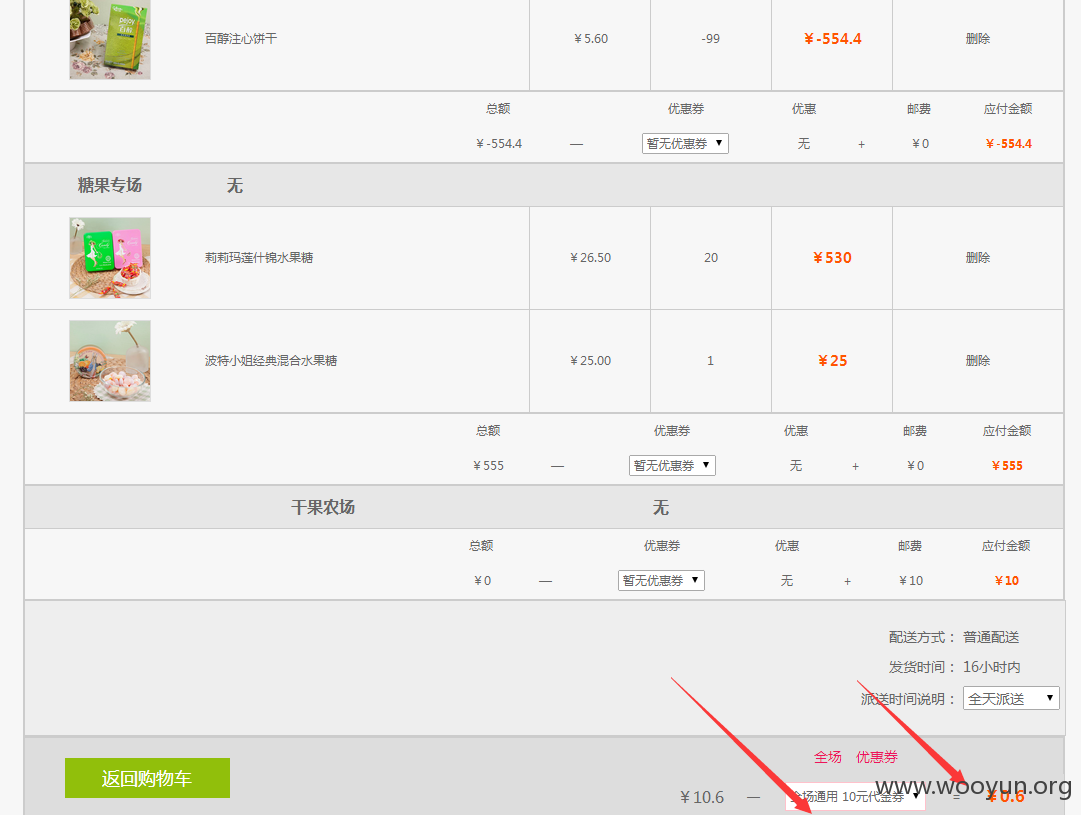 百醇注心饼干 ￥5.60 -99 ￥-554.4 删除
总额 优惠券 优惠 邮费 应付金额
￥-554.4 — 暂无优惠券 ▼ 无 + ￥0 ￥-554.4
糖果专场 无
莉莉玛莲什锦水果糖 ￥26.50 20 ￥530 删除
波特小姐经典混合水果糖 ￥25.00 1 ￥25 删除
总额 优惠券 优惠 邮费 应付金额
￥555 — 暂无优惠券 ▼ 无 + ￥0 ￥555
干果农场 无
总额 优惠券 优惠 邮费 应付金额
￥0 — 暂无优惠券 ▼ 无 + ￥10 ￥10
配送方式： 普通配送
发货时间： 16小时内
派送时间说明： 全天派送 ▼
全场 优惠券
返回购物车
￥10.6 — 全场通用 10元代金券 ▼ = ￥0.6
www.wooyun.org